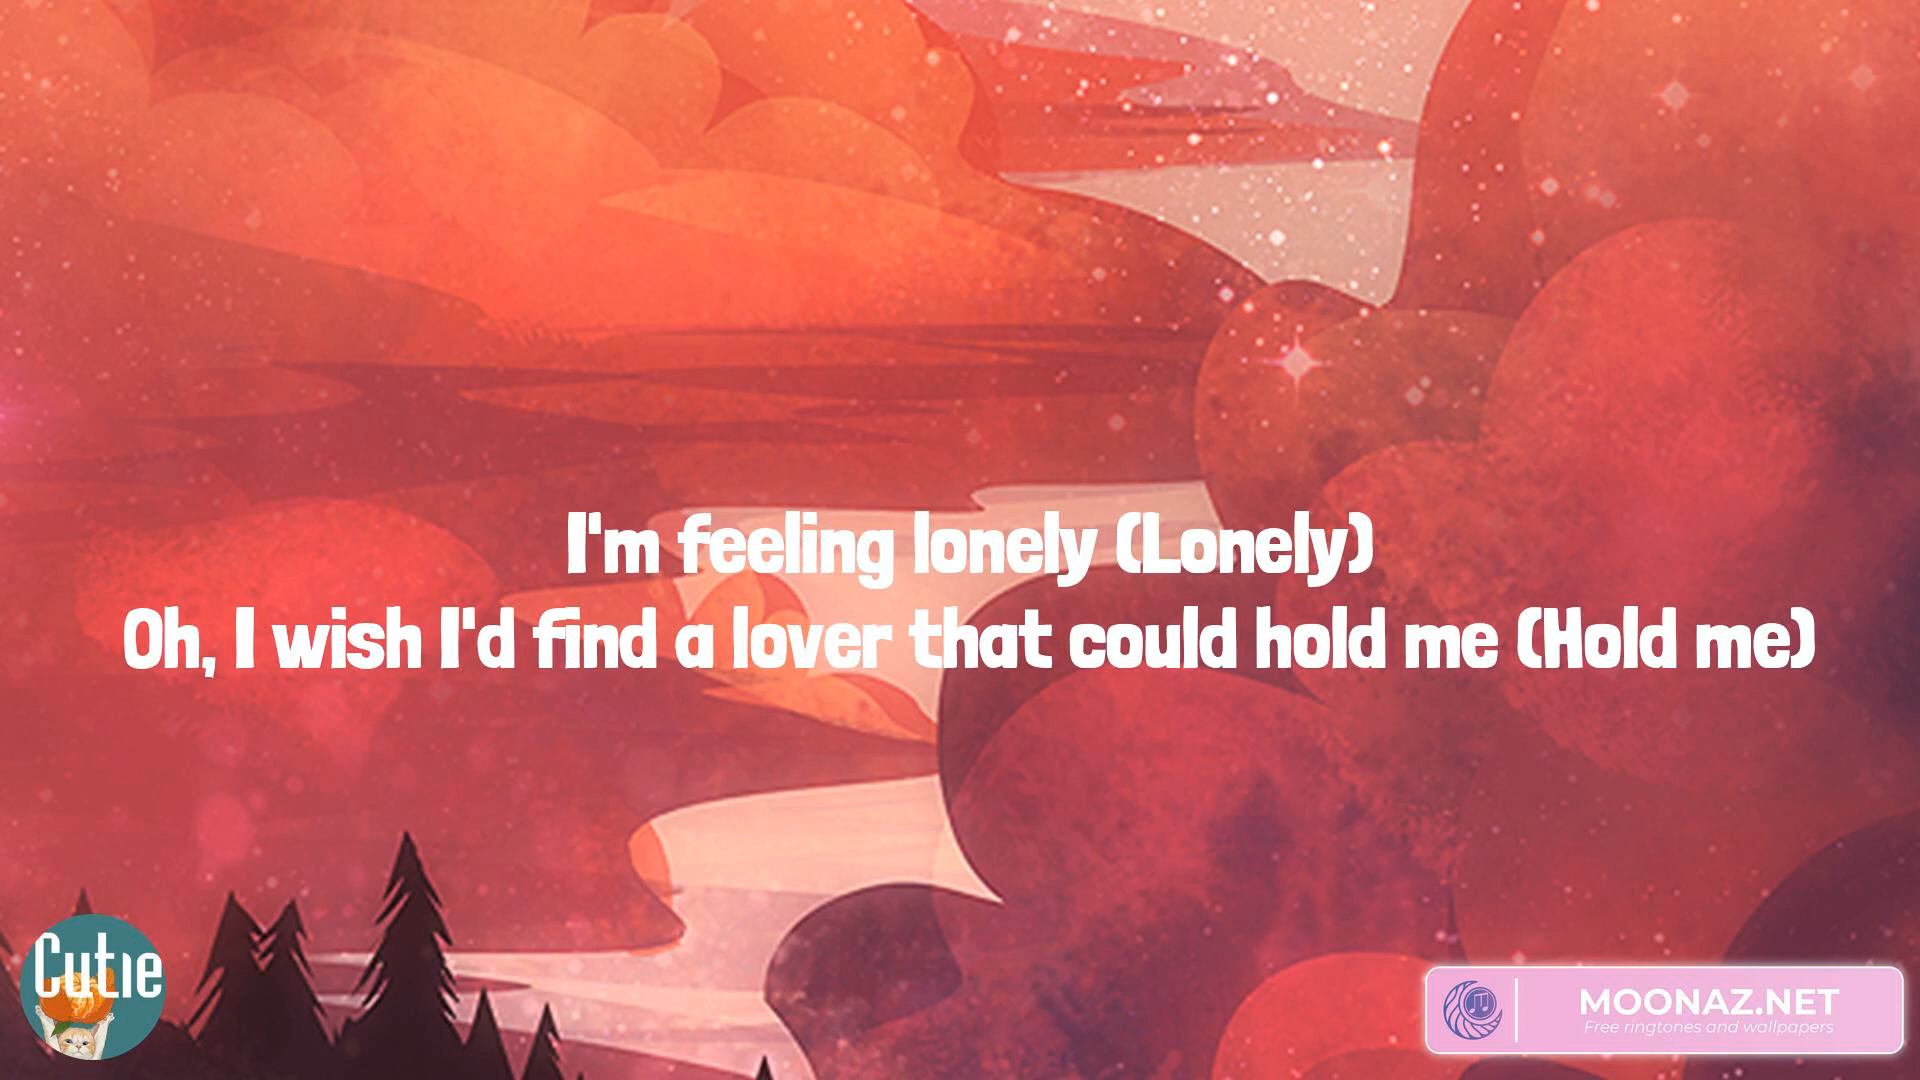 I'm feeling lonely (Lonely)
Oh, I wish I'd find a lover that could hold me (Hold me)
Cutie
MOONAZ.NET
Free ringtones and wallpapers